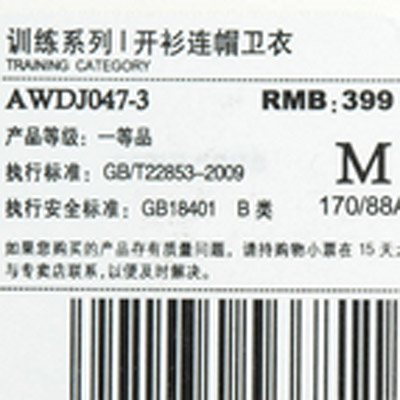 训练系列 | 开衫连帽卫衣
TRAINING CATEGORY
AWDJ047-3 RMB:399
产品等级：一等品
执行标准：GB/T22853-2009
M
执行安全标准：GB18401 B 类
170/88A
如果您购买的产品存有质量问题，请持购物小票在 15 天
与专卖店联系,以便及时解决。